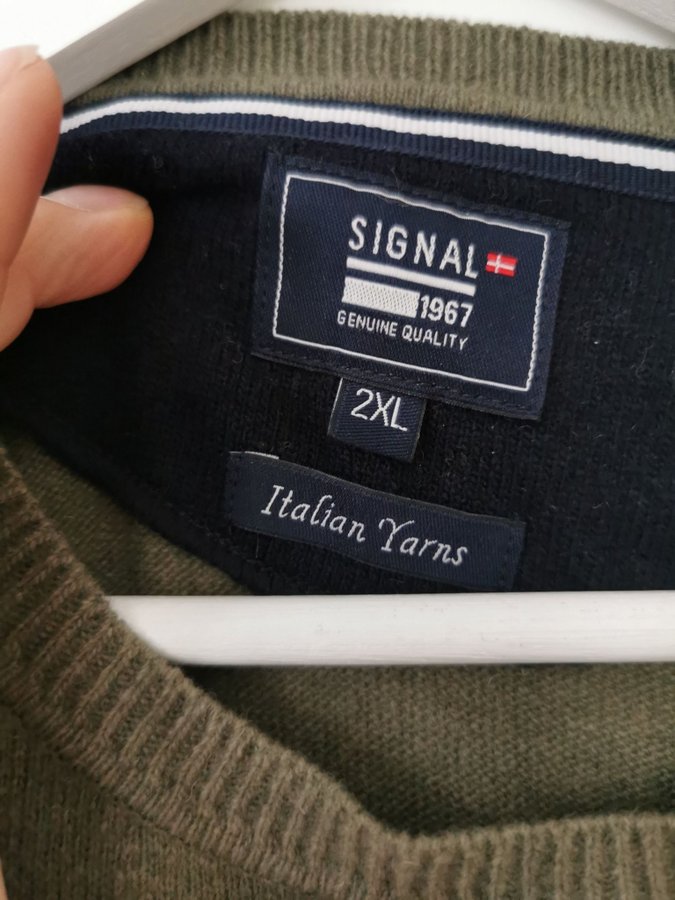 SIGNAL
1967
GENUINE QUALITY
2XL
Italian Yarns